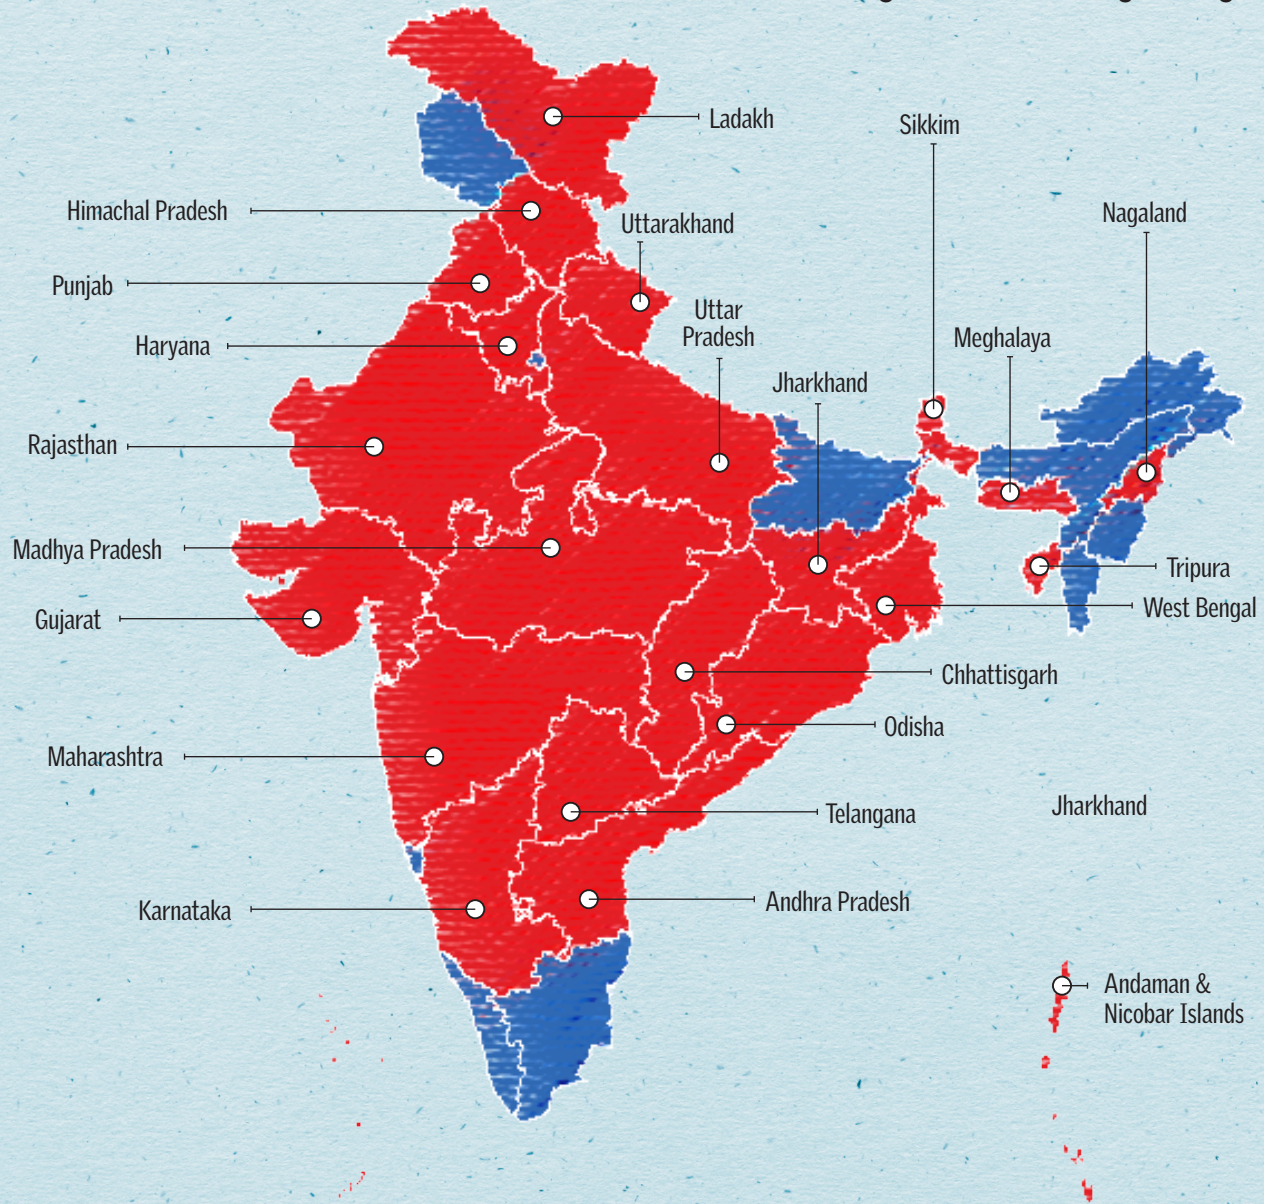 Ladakh
Sikkim
Himachal Pradesh
Nagaland
Uttarakhand
Punjab
Uttar
Pradesh
Haryana
Meghalaya
Jharkhand
Rajasthan
Madhya Pradesh
Tripura
West Bengal
Gujarat
Chhattisgarh
Odisha
Maharashtra
Jharkhand
Telangana
Andhra Pradesh
Karnataka
Andaman &
Nicobar Islands